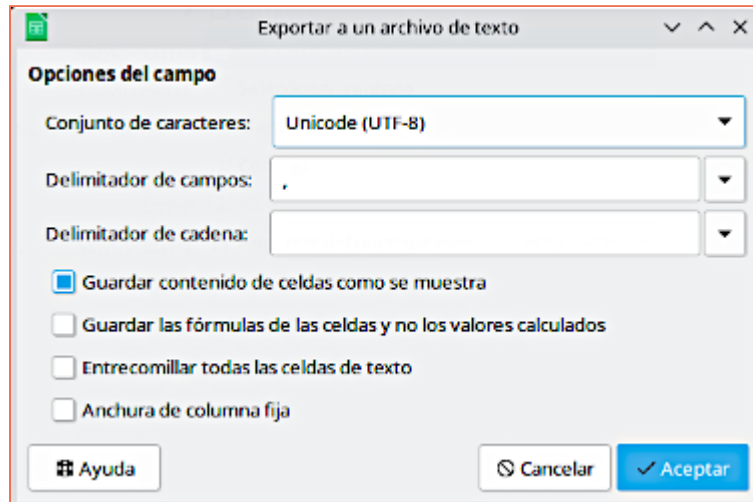 Exportar a un archivo de texto
Opciones del campo
Conjunto de caracteres: Unicode (UTF-8)
Delimitador de campos: ,
Delimitador de cadena:
Guardar contenido de celdas como se muestra
Guardar las fórmulas de las celdas y no los valores calculados
Entrecomillar todas las celdas de texto
Anchura de columna fija
Ayuda Cancelar Aceptar